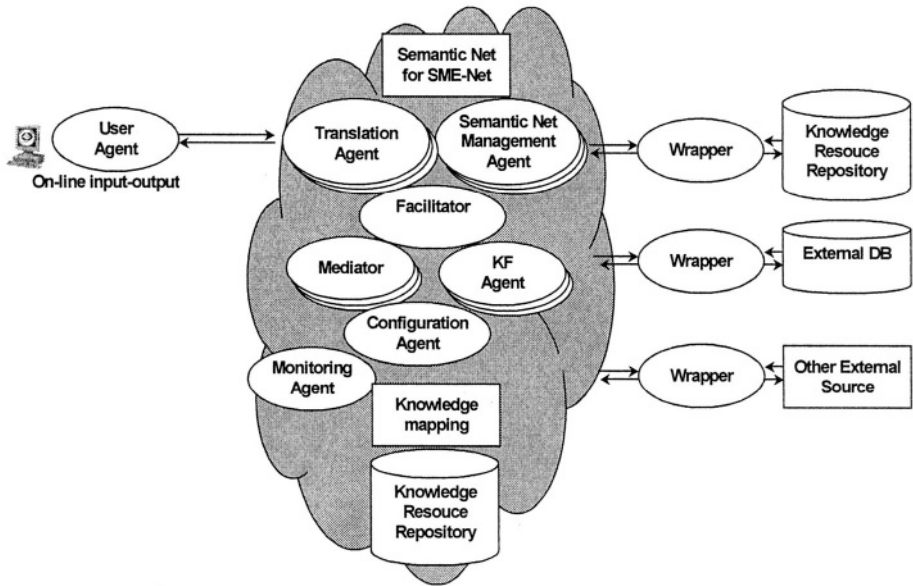 Semantic Net
for SME-Net
User
Agent
On-line input-output
Translation
Agent
Semantic Net
Management
Agent
Wrapper
Knowledge
Resouce
Repository
Facilitator
Mediator
KF
Agent
Wrapper
External DB
Configuration
Agent
Monitoring
Agent
Wrapper
Other External
Source
Knowledge
mapping
Knowledge
Resouce
Repository